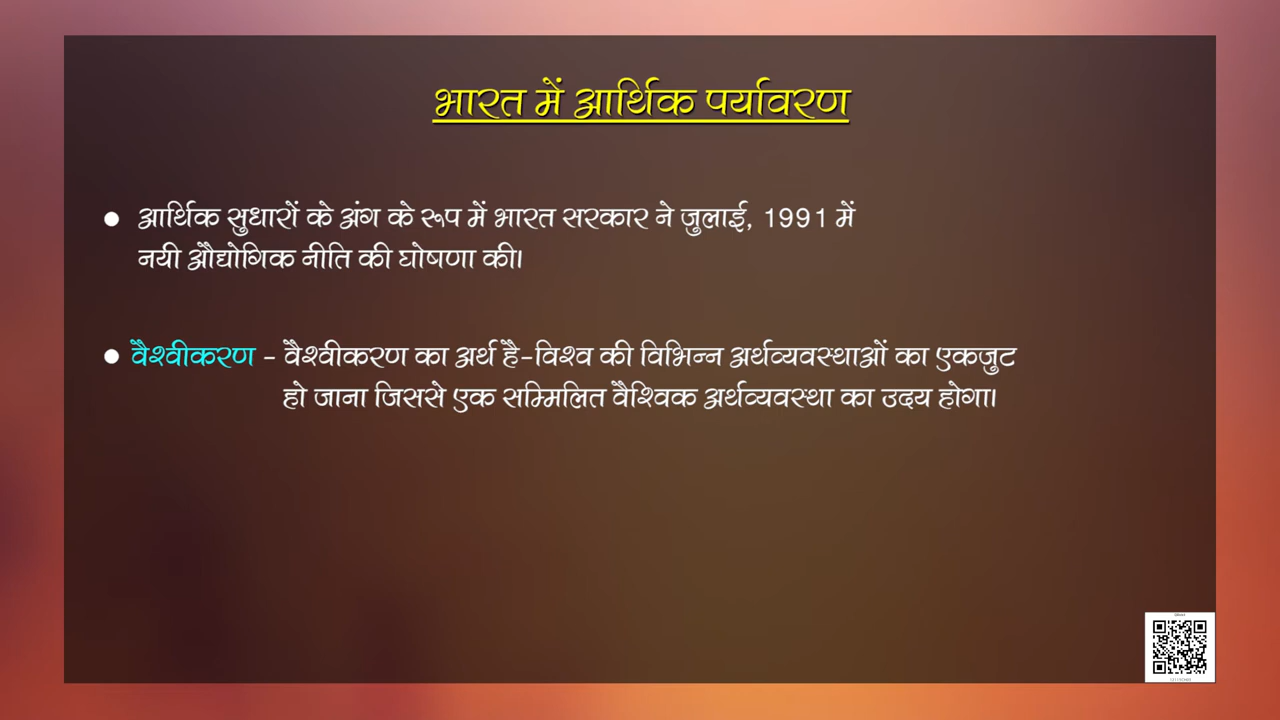 भारत में आर्थिक पर्यावरण
● आर्थिक सुधारों के अंग के रूप में भारत सरकार ने जुलाई, 1991 में
नयी औद्योगिक नीति की घोषणा की।
● वैश्वीकरण - वैश्वीकरण का अर्थ है-विश्व की विभिन्न अर्थव्यवस्थाओं का एकजुट
हो जाना जिससे एक सम्मिलित वैश्विक अर्थव्यवस्था का उदय होगा।